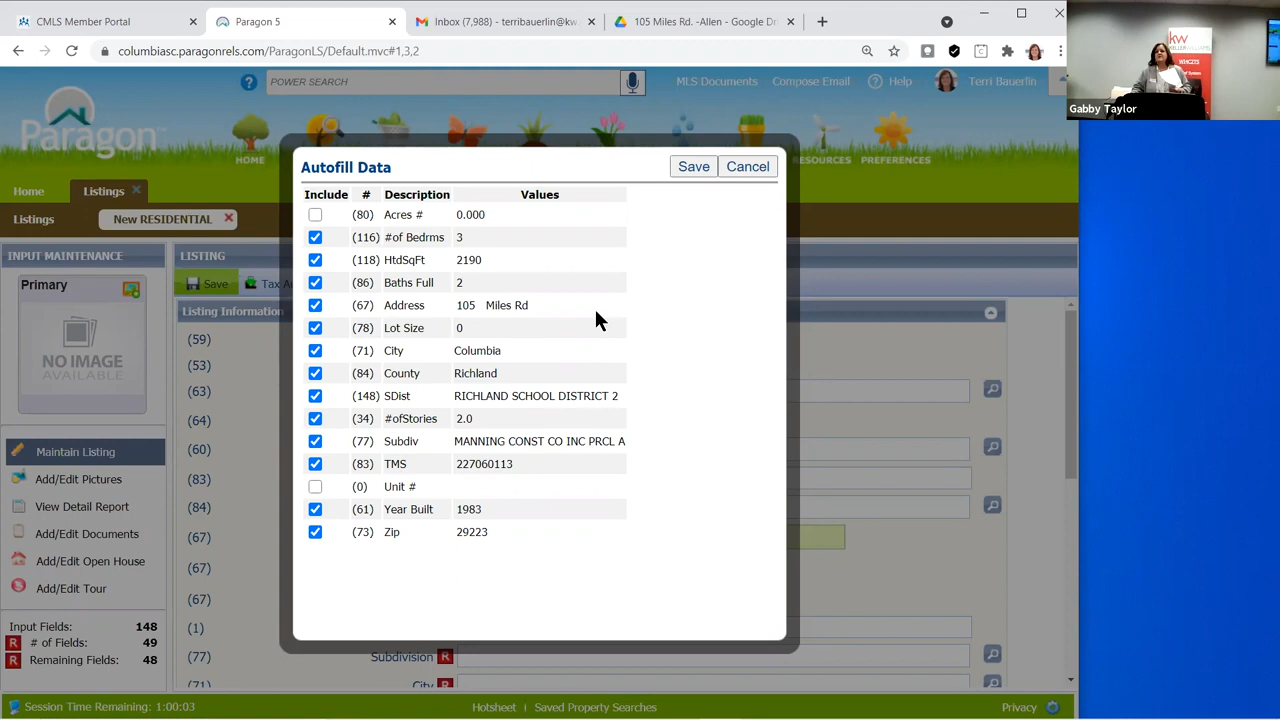 CMLS Member Portal
Paragon 5
Inbox (7,988) - terribauerlin@kw.
105 Miles Rd. -Allen - Google Dri
columbiasc.paragonrels.com/ParagonLS/Default.mvc#1,3,2
kw
KELLERWILLIAMS
Gabby Taylor
POWER SEARCH
MLS Documents
Compose Email
Help
Terri Bauerlin
Paragon
HOME
RESOURCES
PREFERENCES
Home
Listings
Listings
New RESIDENTIAL
INPUT MAINTENANCE
LISTING
Primary
Save
Tax A
Listing Information
NO IMAGE
AVAILABLE
Maintain Listing
Add/Edit Pictures
View Detail Report
Add/Edit Documents
Add/Edit Open House
Add/Edit Tour
Input Fields: 148
R # of Fields: 49
R Remaining Fields: 48
(59)
(53)
(63)
(64)
(60)
(83)
(84)
(67)
(67)
(67)
(1)
(77) Subdivision R
(71) City R
Autofill Data
Save
Cancel
Include # Description Values
(80) Acres # 0.000
(116) #of Bedrms 3
(118) HtdSqFt 2190
(86) Baths Full 2
(67) Address 105 Miles Rd
(78) Lot Size 0
(71) City Columbia
(84) County Richland
(148) SDist RICHLAND SCHOOL DISTRICT 2
(34) #ofStories 2.0
(77) Subdiv MANNING CONST CO INC PRCL A
(83) TMS 227060113
(0) Unit #
(61) Year Built 1983
(73) Zip 29223
Session Time Remaining: 1:00:03
Hotsheet
Saved Property Searches
Privacy